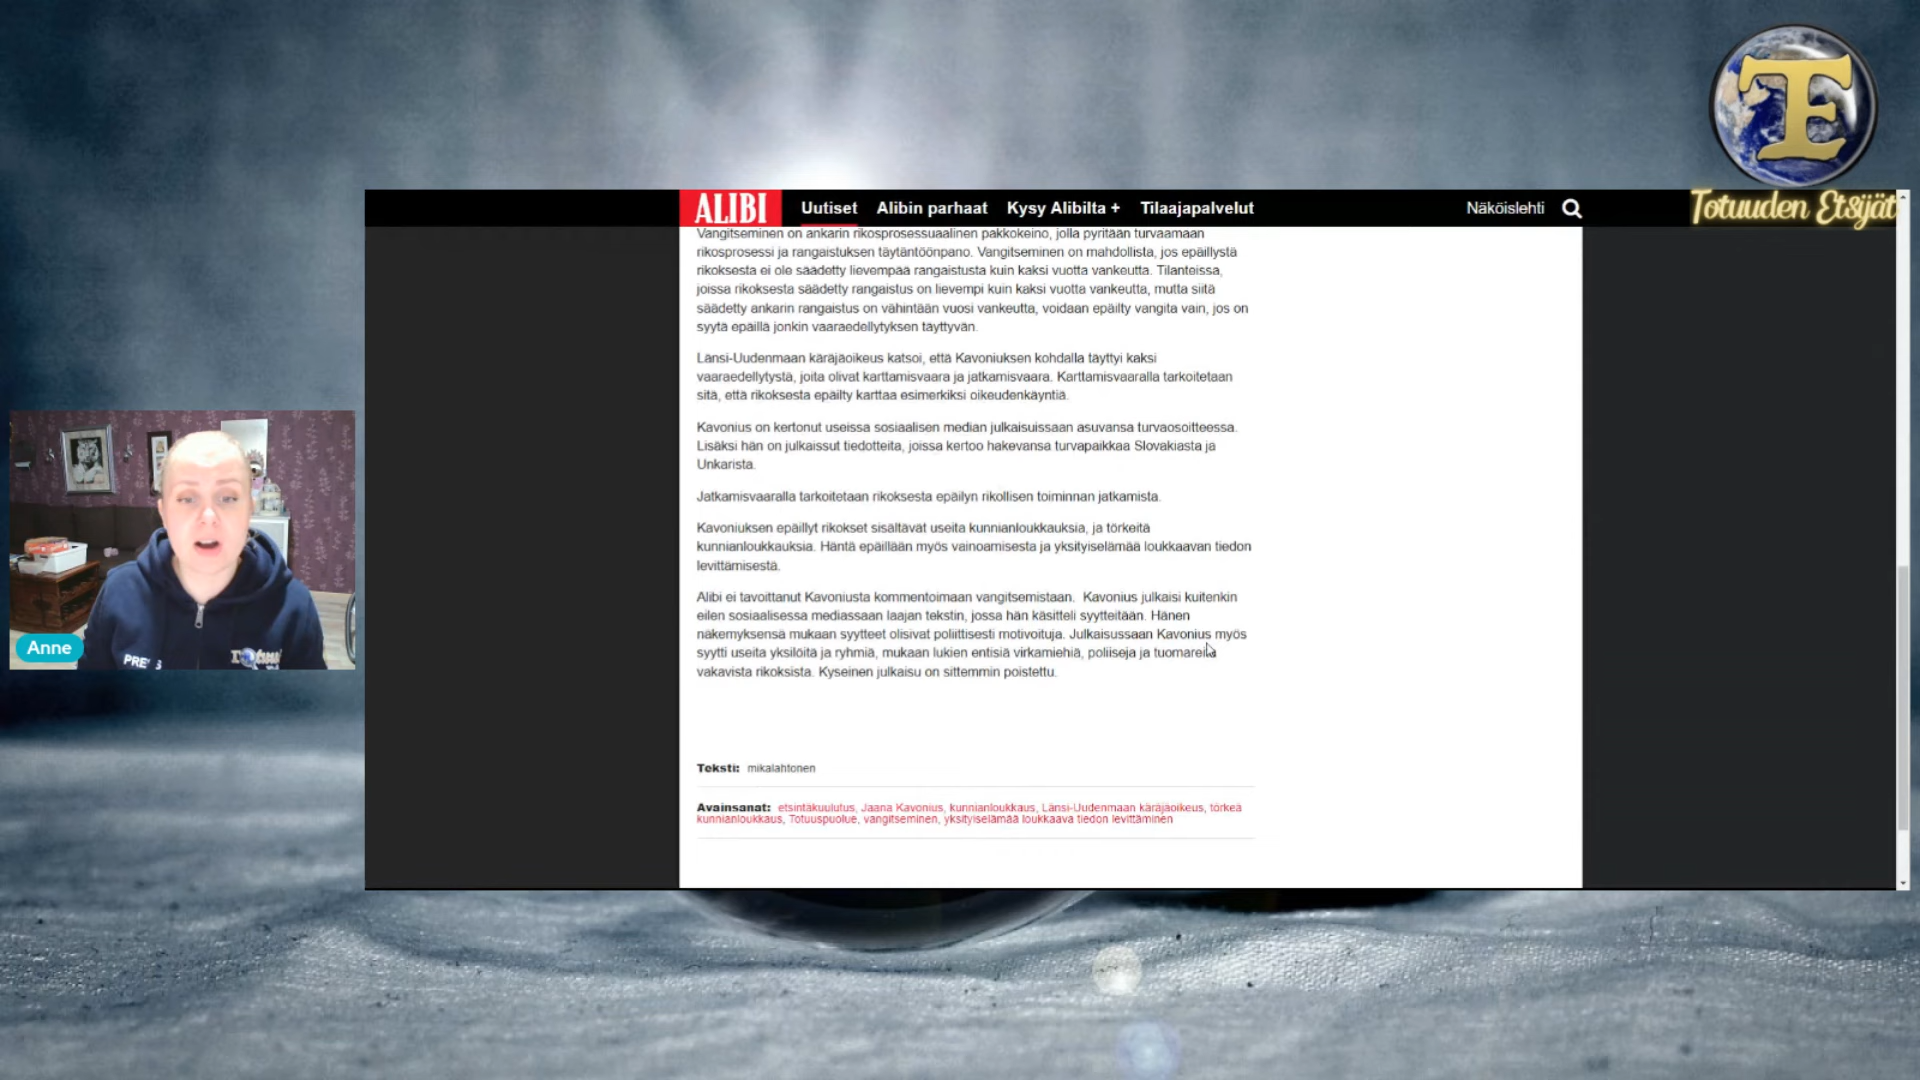 TE
Totuuden Etsijät
ALIBI Uutiset Alibin parhaat Kysy Alibilta + Tilaajapalvelut Näköislehti
Vangitseminen on ankarin rikosprosessuaalinen pakkokeino, jolla pyritään turvaamaan
rikosprosessi ja rangaistuksen täytäntöönpano. Vangitseminen on mahdollista, jos epäillystä
rikoksesta ei ole säädetty lievempää rangaistusta kuin kaksi vuotta vankeutta. Tilanteissa,
joissa rikoksesta säädetty rangaistus on lievempi kuin kaksi vuotta vankeutta, mutta siitä
säädetty ankarin rangaistus on vähintään vuosi vankeutta, voidaan epäilty vangita vain, jos on
syytä epäillä jonkin vaaraedellytyksen täyttyvän.
Länsi-Uudenmaan käräjäoikeus katsoi, että Kavoniuksen kohdalla täyttyi kaksi
vaaraedellytystä, joita olivat karttamisvaara ja jatkamisvaara. Karttamisvaaralla tarkoitetaan
sitä, että rikoksesta epäilty karttaa esimerkiksi oikeudenkäyntiä.
Kavonius on kertonut useissa sosiaalisen median julkaisuissaan asuvansa turvaosoitteessa.
Lisäksi hän on julkaissut tiedotteita, joissa kertoo hakevansa turvapaikkaa Slovakiasta ja
Unkarista.
Jatkamisvaaralla tarkoitetaan rikoksesta epäilyn rikollisen toiminnan jatkamista.
Kavoniuksen epäillyt rikokset sisältävät useita kunnianloukkauksia, ja törkeitä
kunnianloukkauksia. Häntä epäillään myös vainoamisesta ja yksityiselämää loukkaavan tiedon
levittämisestä.
Alibi ei tavoittanut Kavoniusta kommentoimaan vangitsemistaan. Kavonius julkaisi kuitenkin
eilen sosiaalisessa mediassaan laajan tekstin, jossa hän käsitteli syytteitään. Hänen
näkemyksensä mukaan syytteet olisivat poliittisesti motivoituja. Julkaisussaan Kavonius myös
syytti useita yksilöitä ja ryhmiä, mukaan lukien entisiä virkamiehiä, poliiseja ja tuomareita
vakavista rikoksista. Kyseinen julkaisu on sittemmin poistettu.
Anne
Teksti: mikalahtonen
Avainsanat: etsintäkuulutus, Jaana Kavonius, kunnianloukkaus, Länsi-Uudenmaan käräjäoikeus, törkeä
kunnianloukkaus, Totuuspuolue, vangitseminen, yksityiselämää loukkaava tiedon levittäminen